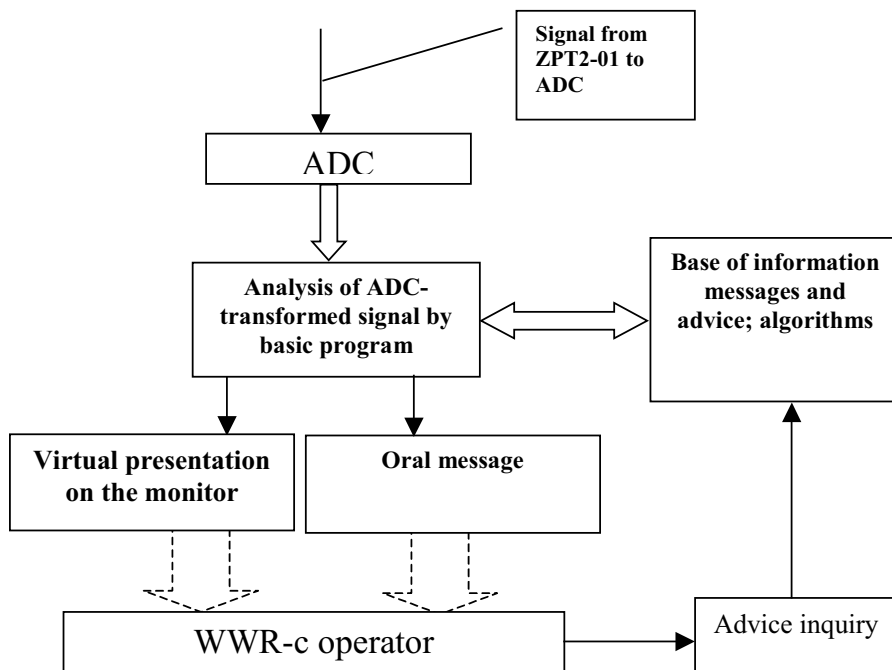 Signal from
ZPT2-01 to
ADC
ADC
Analysis of ADC-
transformed signal by
basic program
Base of information
messages and
advice; algorithms
Virtual presentation
on the monitor
Oral message
WWR-c operator
Advice inquiry